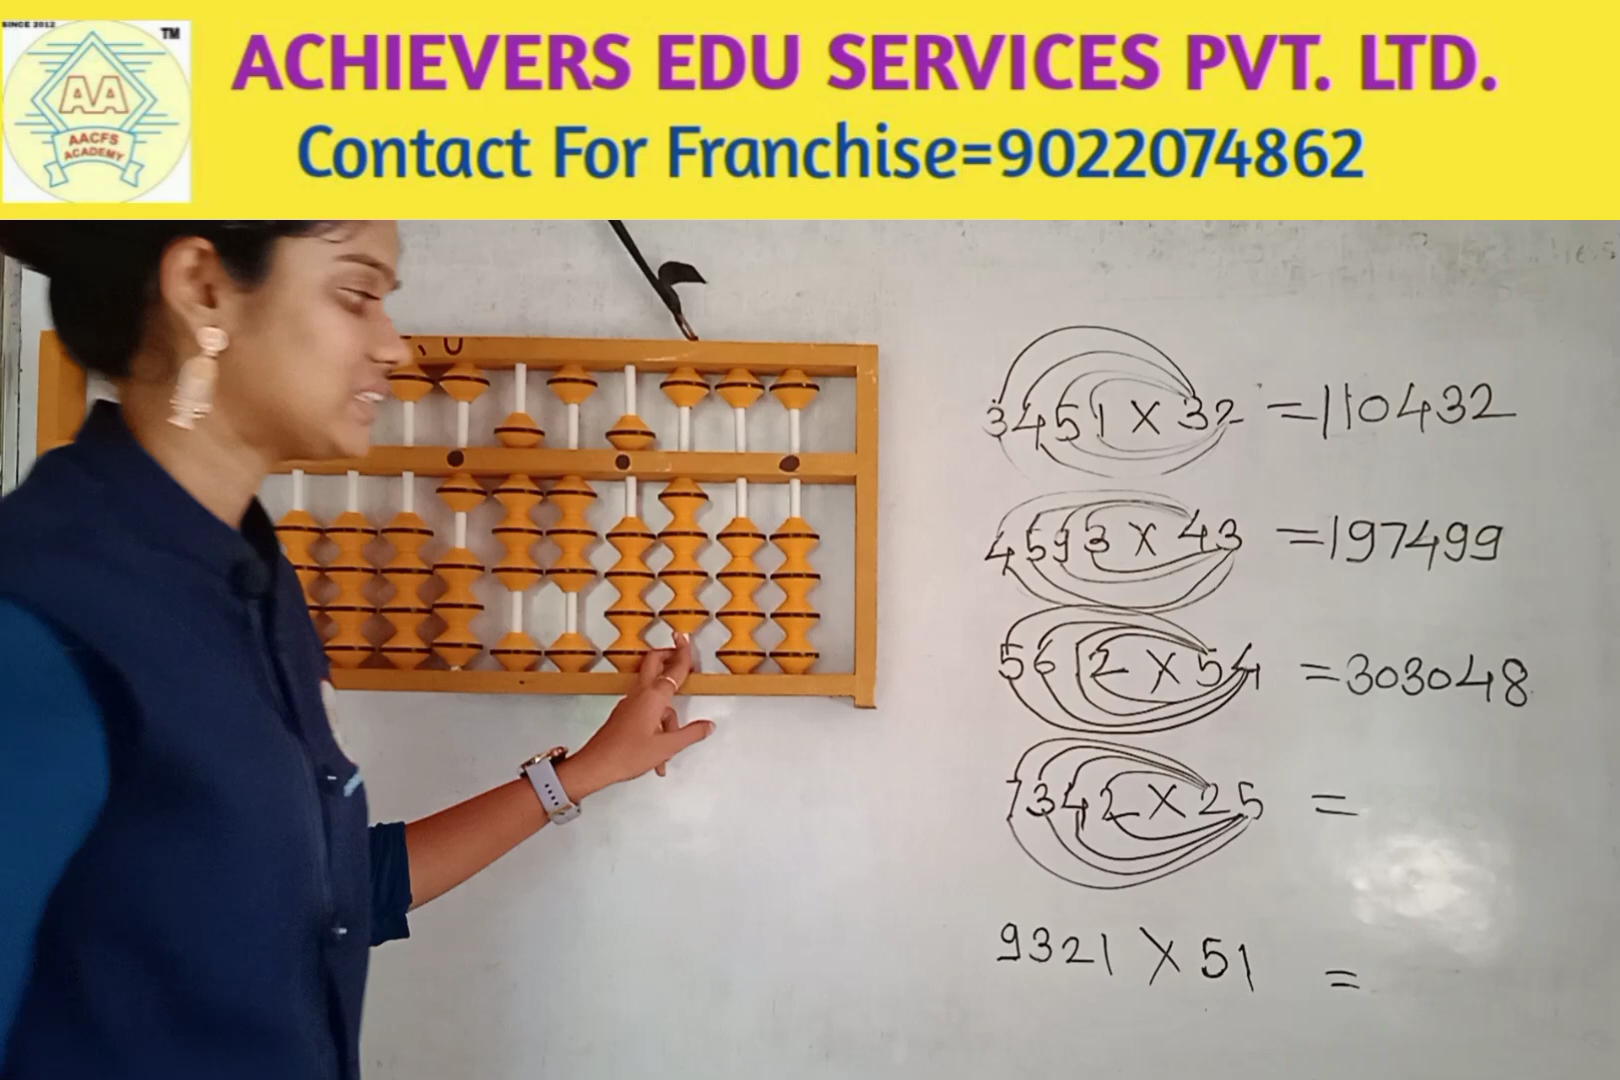 SINCE 2012
TM
AA
AACFS
ACADEMY
ACHIEVERS EDU SERVICES PVT. LTD.
Contact For Franchise=9022074862
3451 X 32 =110432
4593 X 43 =197499
5612 X 54 =303048
7342 X 25 =
9321 X 51 =